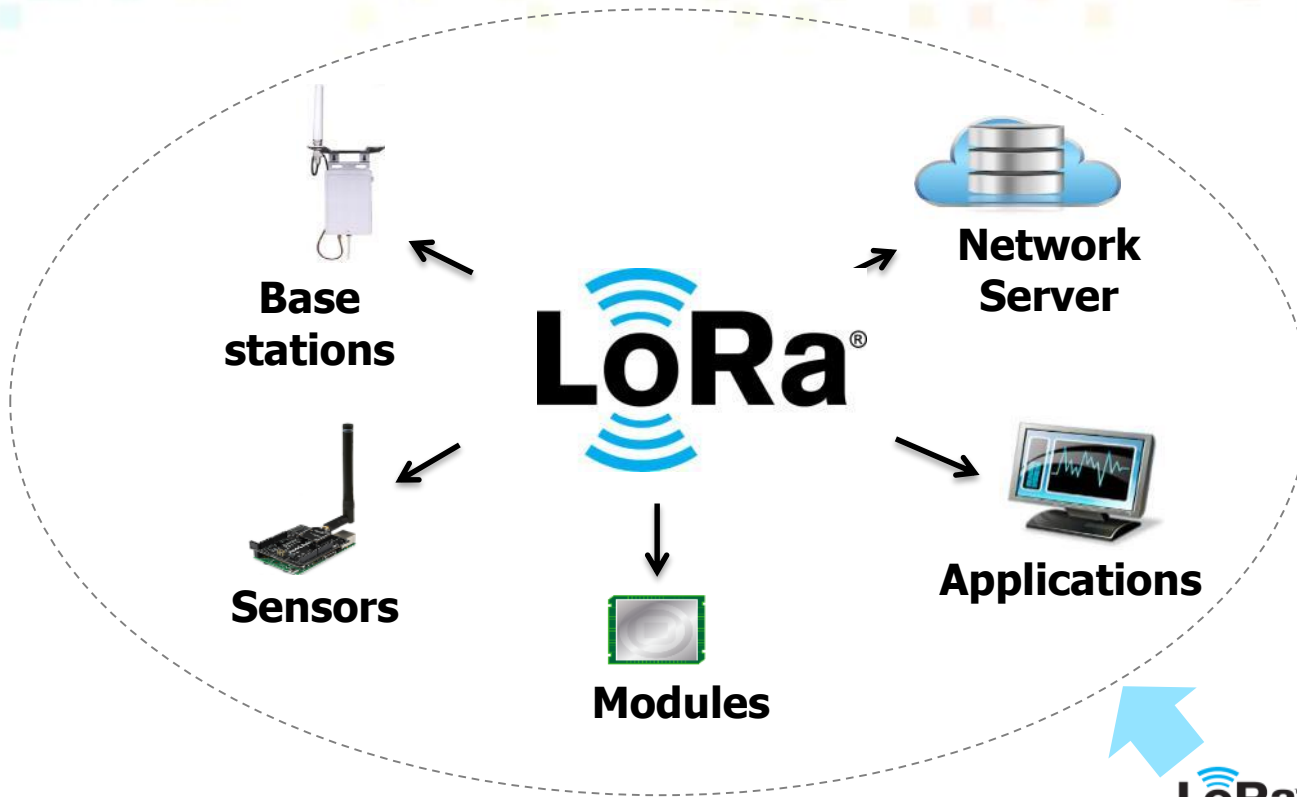 Base
stations
Network
Server
LoRa®
Sensors
Applications
Modules